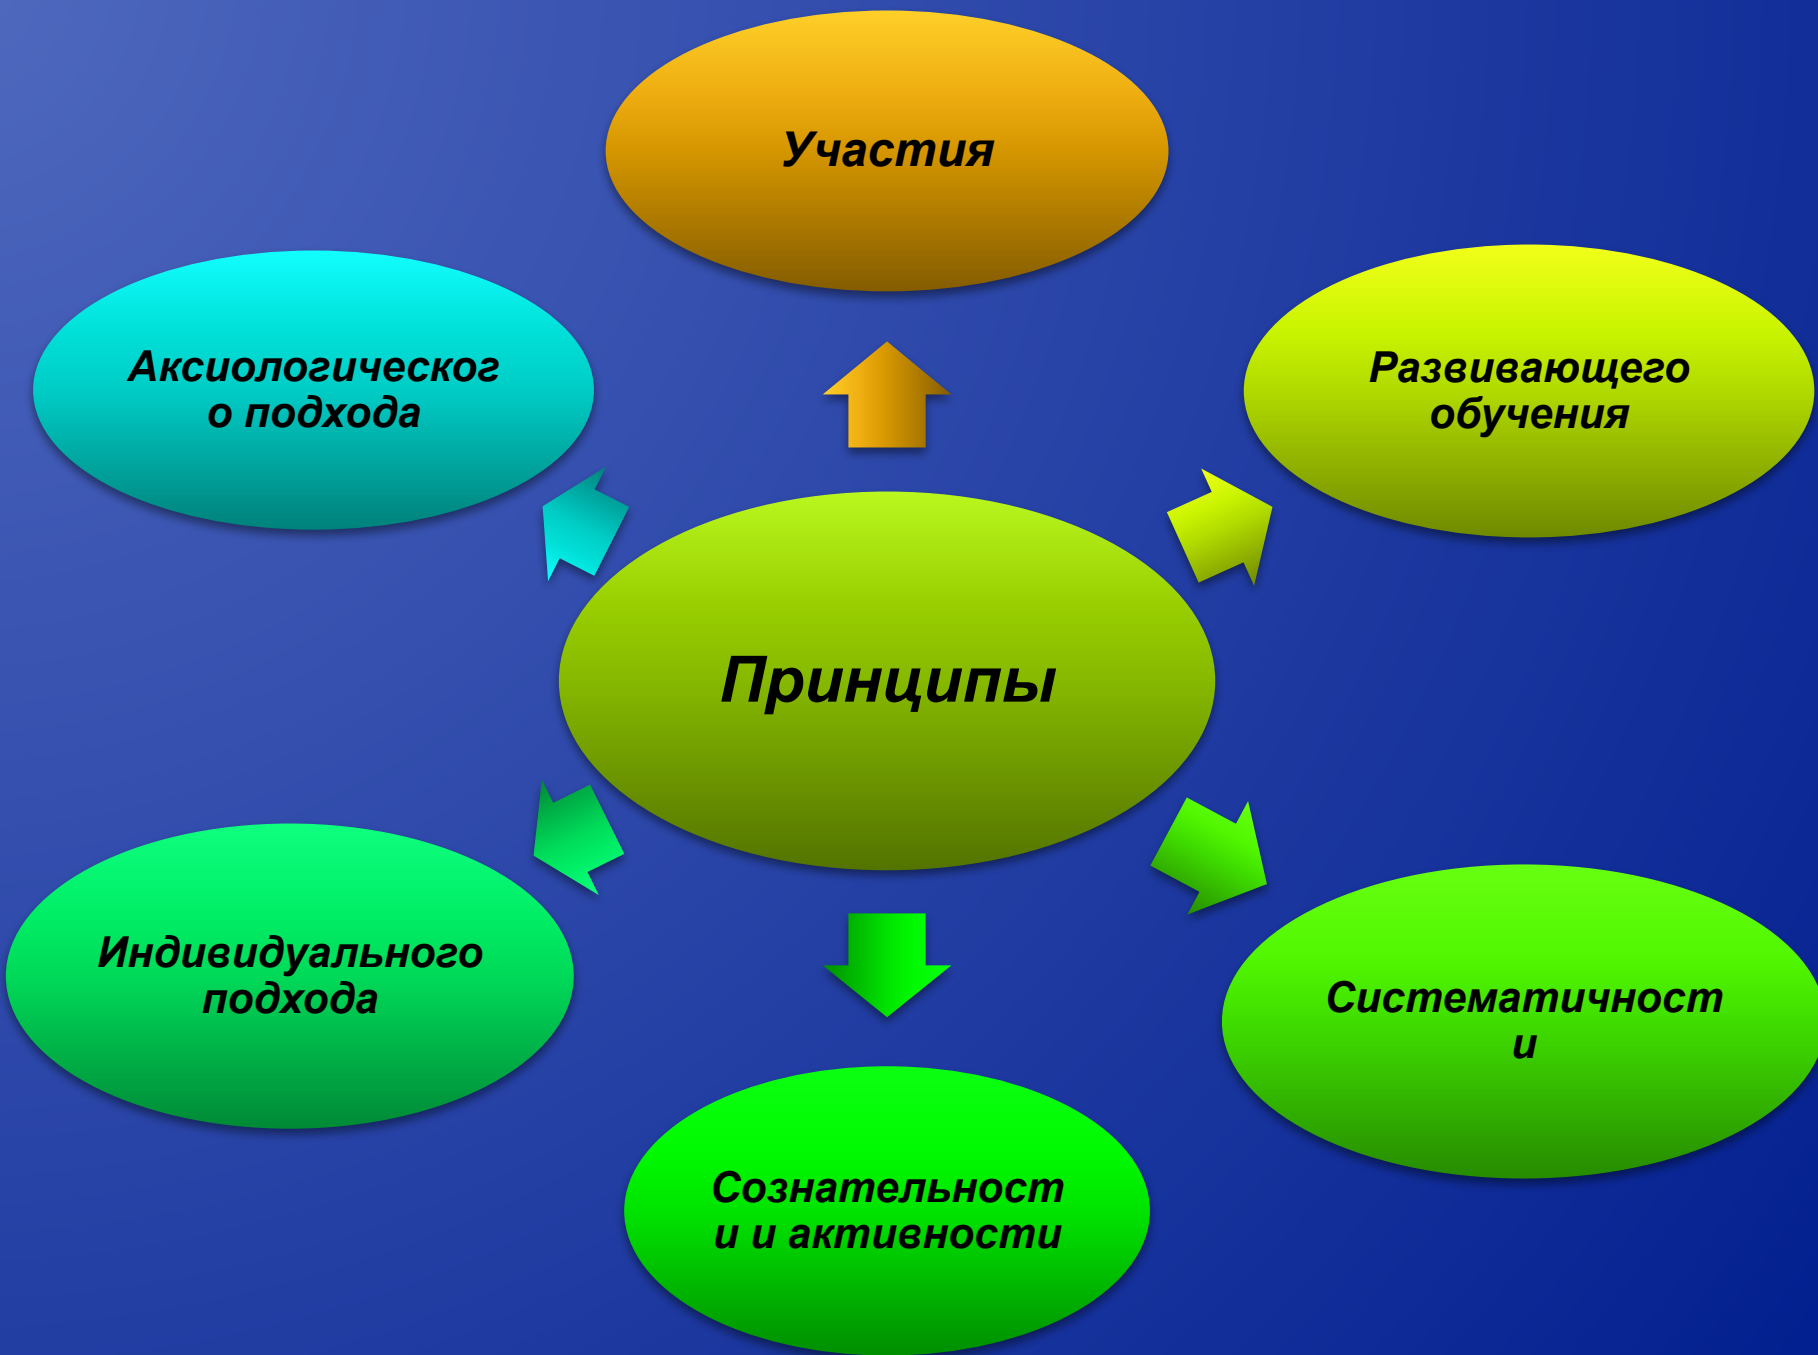 Участия
Аксиологическог
о подхода
Развивающего
обучения
Принципы
Индивидуального
подхода
Систематичност
и
Сознательност
и и активности